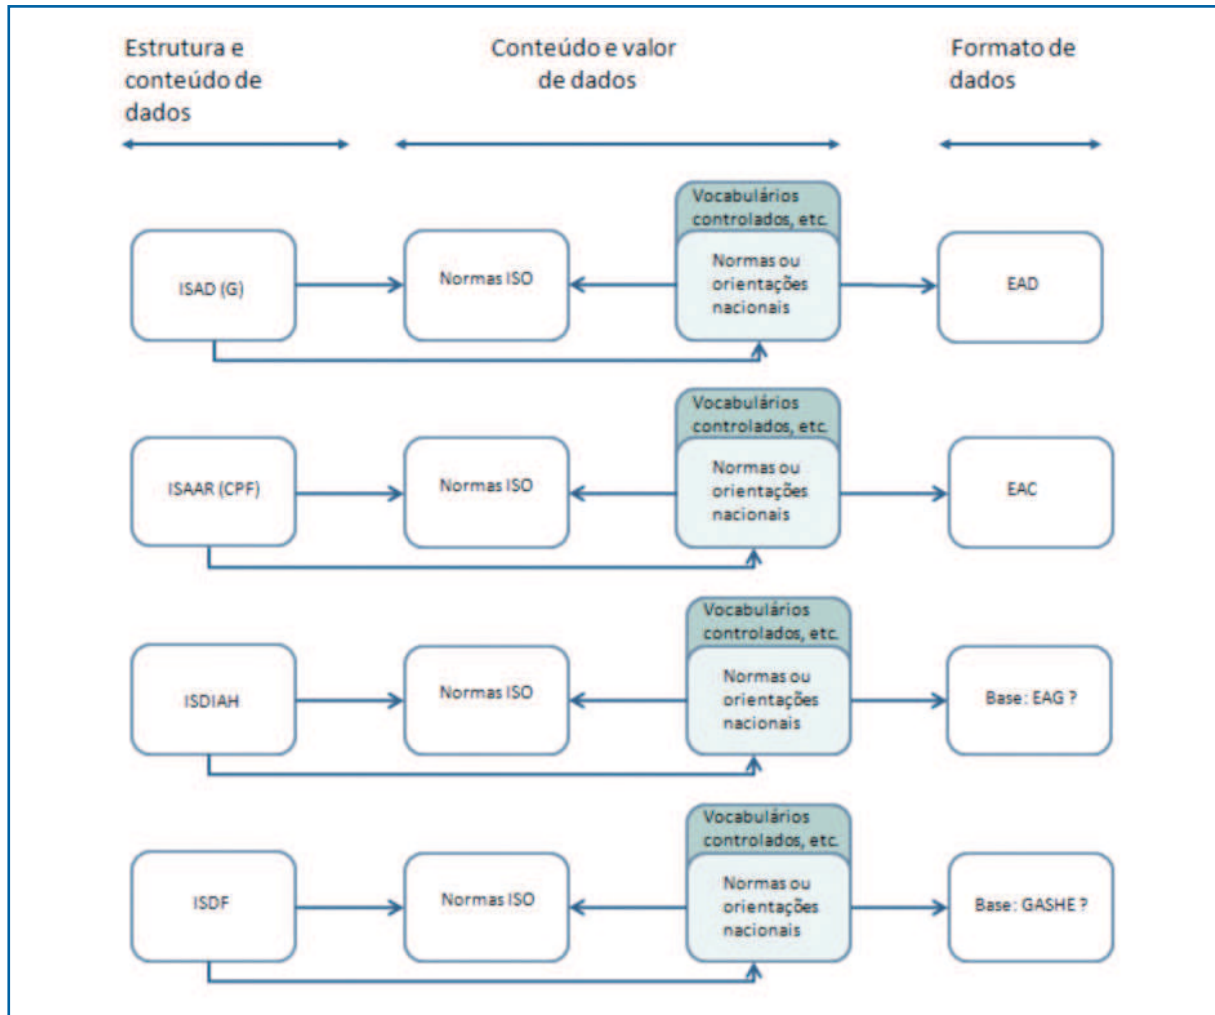 Estrutura e
conteúdo de
dados
Conteúdo e valor
de dados
Formato de
dados
ISAD (G)
Normas ISO
Vocabulários
controlados, etc.
Normas ou
orientações
nacionais
EAD
ISAAR (CPF)
Normas ISO
Vocabulários
controlados, etc.
Normas ou
orientações
nacionais
EAC
ISDIAH
Normas ISO
Vocabulários
controlados, etc.
Normas ou
orientações
nacionais
Base: EAG ?
ISDF
Normas ISO
Vocabulários
controlados, etc.
Normas ou
orientações
nacionais
Base: GASHE ?